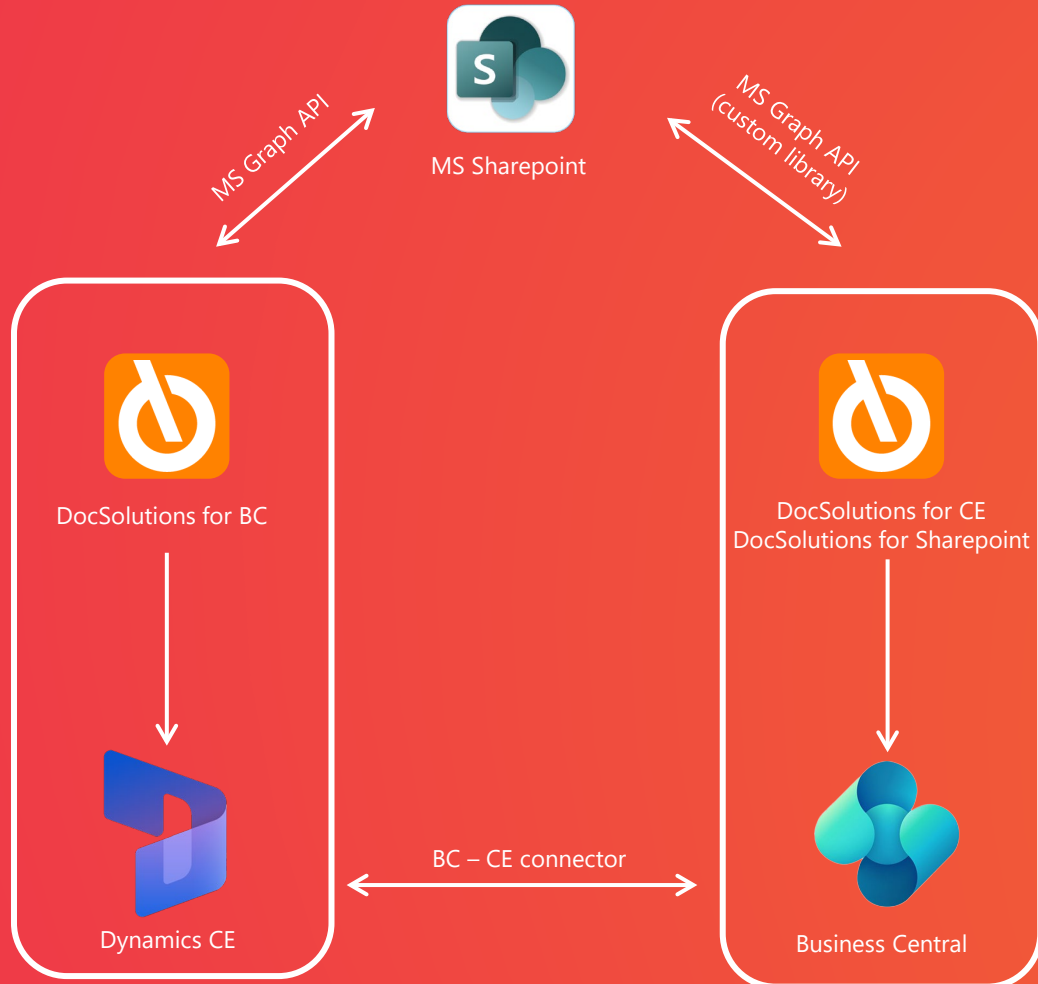 S
MS Sharepoint
MS Graph API
MS Graph API
(custom library)
DocSolutions for BC
DocSolutions for CE
DocSolutions for Sharepoint
BC – CE connector
Dynamics CE
Business Central